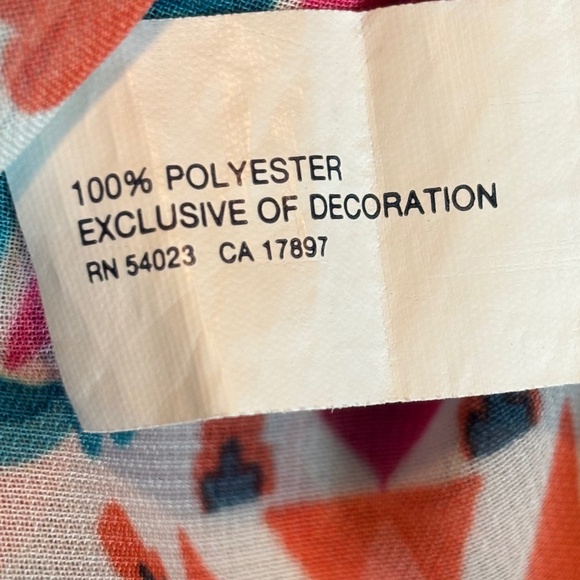 100% POLYESTER
EXCLUSIVE OF DECORATION
RN 54023 CA 17897